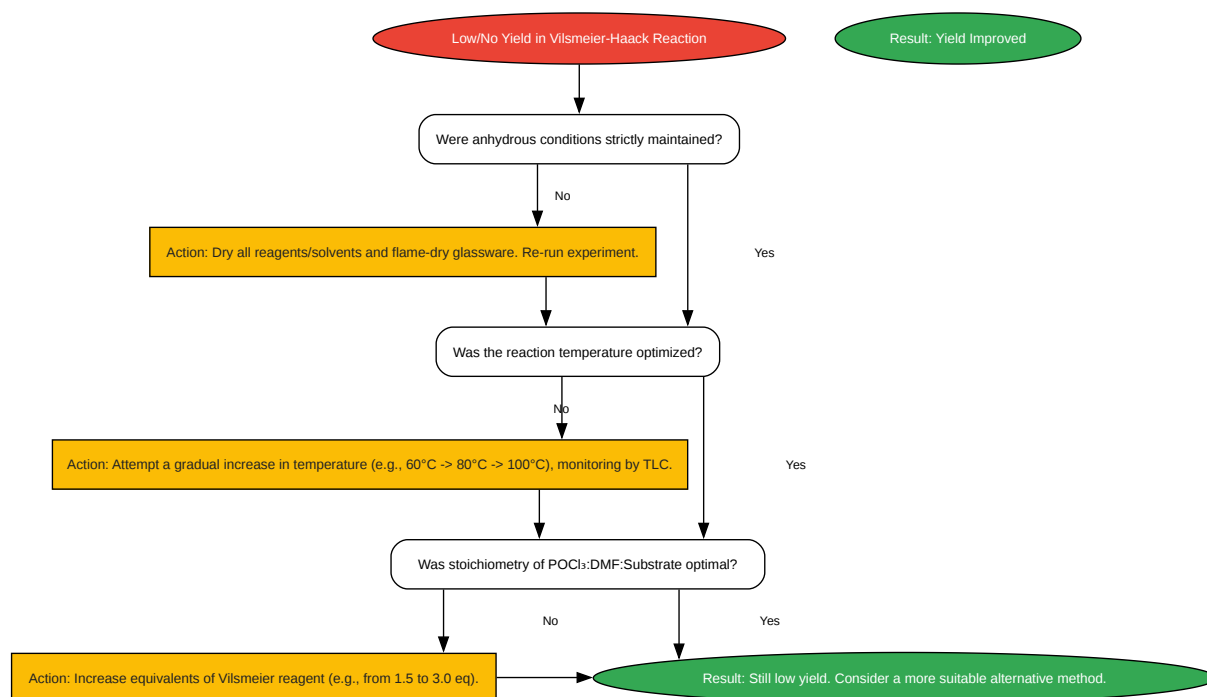 Low/No Yield in Vilsmeier-Haack Reaction
Result: Yield Improved
Were anhydrous conditions strictly maintained?
No
Action: Dry all reagents/solvents and flame-dry glassware. Re-run experiment.
Yes
Was the reaction temperature optimized?
No
Action: Attempt a gradual increase in temperature (e.g., 60°C -> 80°C -> 100°C), monitoring by TLC.
Yes
Was stoichiometry of POCl₃:DMF:Substrate optimal?
No
Yes
Action: Increase equivalents of Vilsmeier reagent (e.g., from 1.5 to 3.0 eq).
Result: Still low yield. Consider a more suitable alternative method.